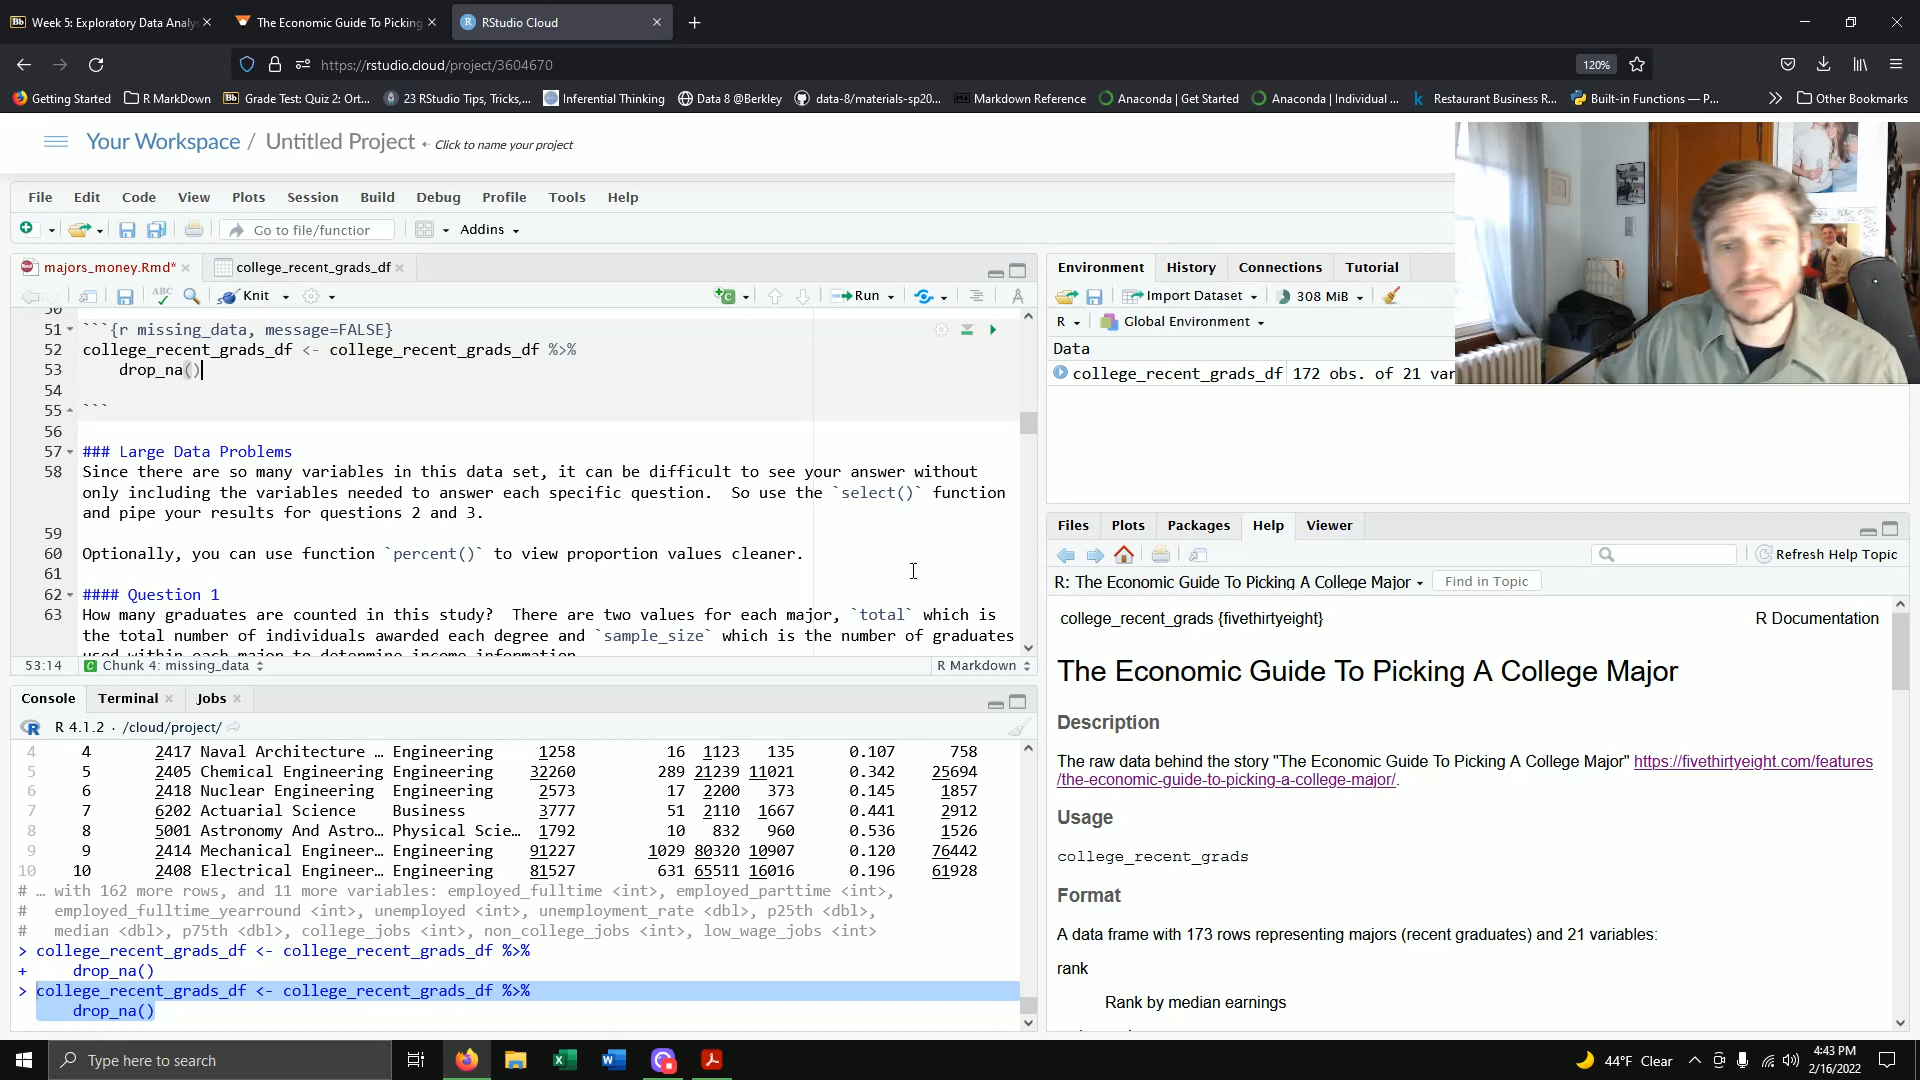 Week 5: Exploratory Data Analys
The Economic Guide To Picking
RStudio Cloud
https://rstudio.cloud/project/3604670
120%
Getting Started
R MarkDown
Grade Test: Quiz 2: Ort...
23 RStudio Tips, Tricks,...
Inferential Thinking
Data 8 @Berkley
data-8/materials-sp20...
Markdown Reference
Anaconda | Get Started
Anaconda | Individual ...
Restaurant Business R...
Built-in Functions — P...
Other Bookmarks
Your Workspace / Untitled Project Click to name your project
File Edit Code View Plots Session Build Debug Profile Tools Help
Go to file/function Addins
majors_money.Rmd* college_recent_grads_df
Knit Run
50
51 ```{r missing_data, message=FALSE}
52 college_recent_grads_df <- college_recent_grads_df %>%
53 drop_na()
54
55 ```
56
57 ### Large Data Problems
58 Since there are so many variables in this data set, it can be difficult to see your answer without
only including the variables needed to answer each specific question. So use the `select()` function
and pipe your results for questions 2 and 3.
59
60 Optionally, you can use function `percent()` to view proportion values cleaner.
61
62 #### Question 1
63 How many graduates are counted in this study? There are two values for each major, `total` which is
the total number of individuals awarded each degree and `sample_size` which is the number of graduates
used within each major to determine income information.
53:14 Chunk 4: missing_data R Markdown
Console Terminal Jobs
R 4.1.2 · /cloud/project/
4 4 2417 Naval Architecture … Engineering 1258 16 1123 135 0.107 758
5 5 2405 Chemical Engineering Engineering 32260 289 21239 11021 0.342 25694
6 6 2418 Nuclear Engineering Engineering 2573 17 2200 373 0.145 1857
7 7 6202 Actuarial Science Business 3777 51 2110 1667 0.441 2912
8 8 5001 Astronomy And Astro… Physical Scie… 1792 10 832 960 0.536 1526
9 9 2414 Mechanical Engineer… Engineering 91227 1029 80320 10907 0.120 76442
10 10 2408 Electrical Engineer… Engineering 81527 631 65511 16016 0.196 61928
# … with 162 more rows, and 11 more variables: employed_fulltime <int>, employed_parttime <int>,
# employed_fulltime_yearround <int>, unemployed <int>, unemployment_rate <dbl>, p25th <dbl>,
# median <dbl>, p75th <dbl>, college_jobs <int>, non_college_jobs <int>, low_wage_jobs <int>
> college_recent_grads_df <- college_recent_grads_df %>%
+ drop_na()
> college_recent_grads_df <- college_recent_grads_df %>%
drop_na()
Environment History Connections Tutorial
Import Dataset 308 MiB
R Global Environment
Data
college_recent_grads_df 172 obs. of 21 var
Files Plots Packages Help Viewer
Refresh Help Topic
R: The Economic Guide To Picking A College Major Find in Topic
college_recent_grads {fivethirtyeight} R Documentation
The Economic Guide To Picking A College Major
Description
The raw data behind the story "The Economic Guide To Picking A College Major" https://fivethirtyeight.com/features
/the-economic-guide-to-picking-a-college-major/.
Usage
college_recent_grads
Format
A data frame with 173 rows representing majors (recent graduates) and 21 variables:
rank
Rank by median earnings
Type here to search
44°F Clear
4:43 PM
2/16/2022